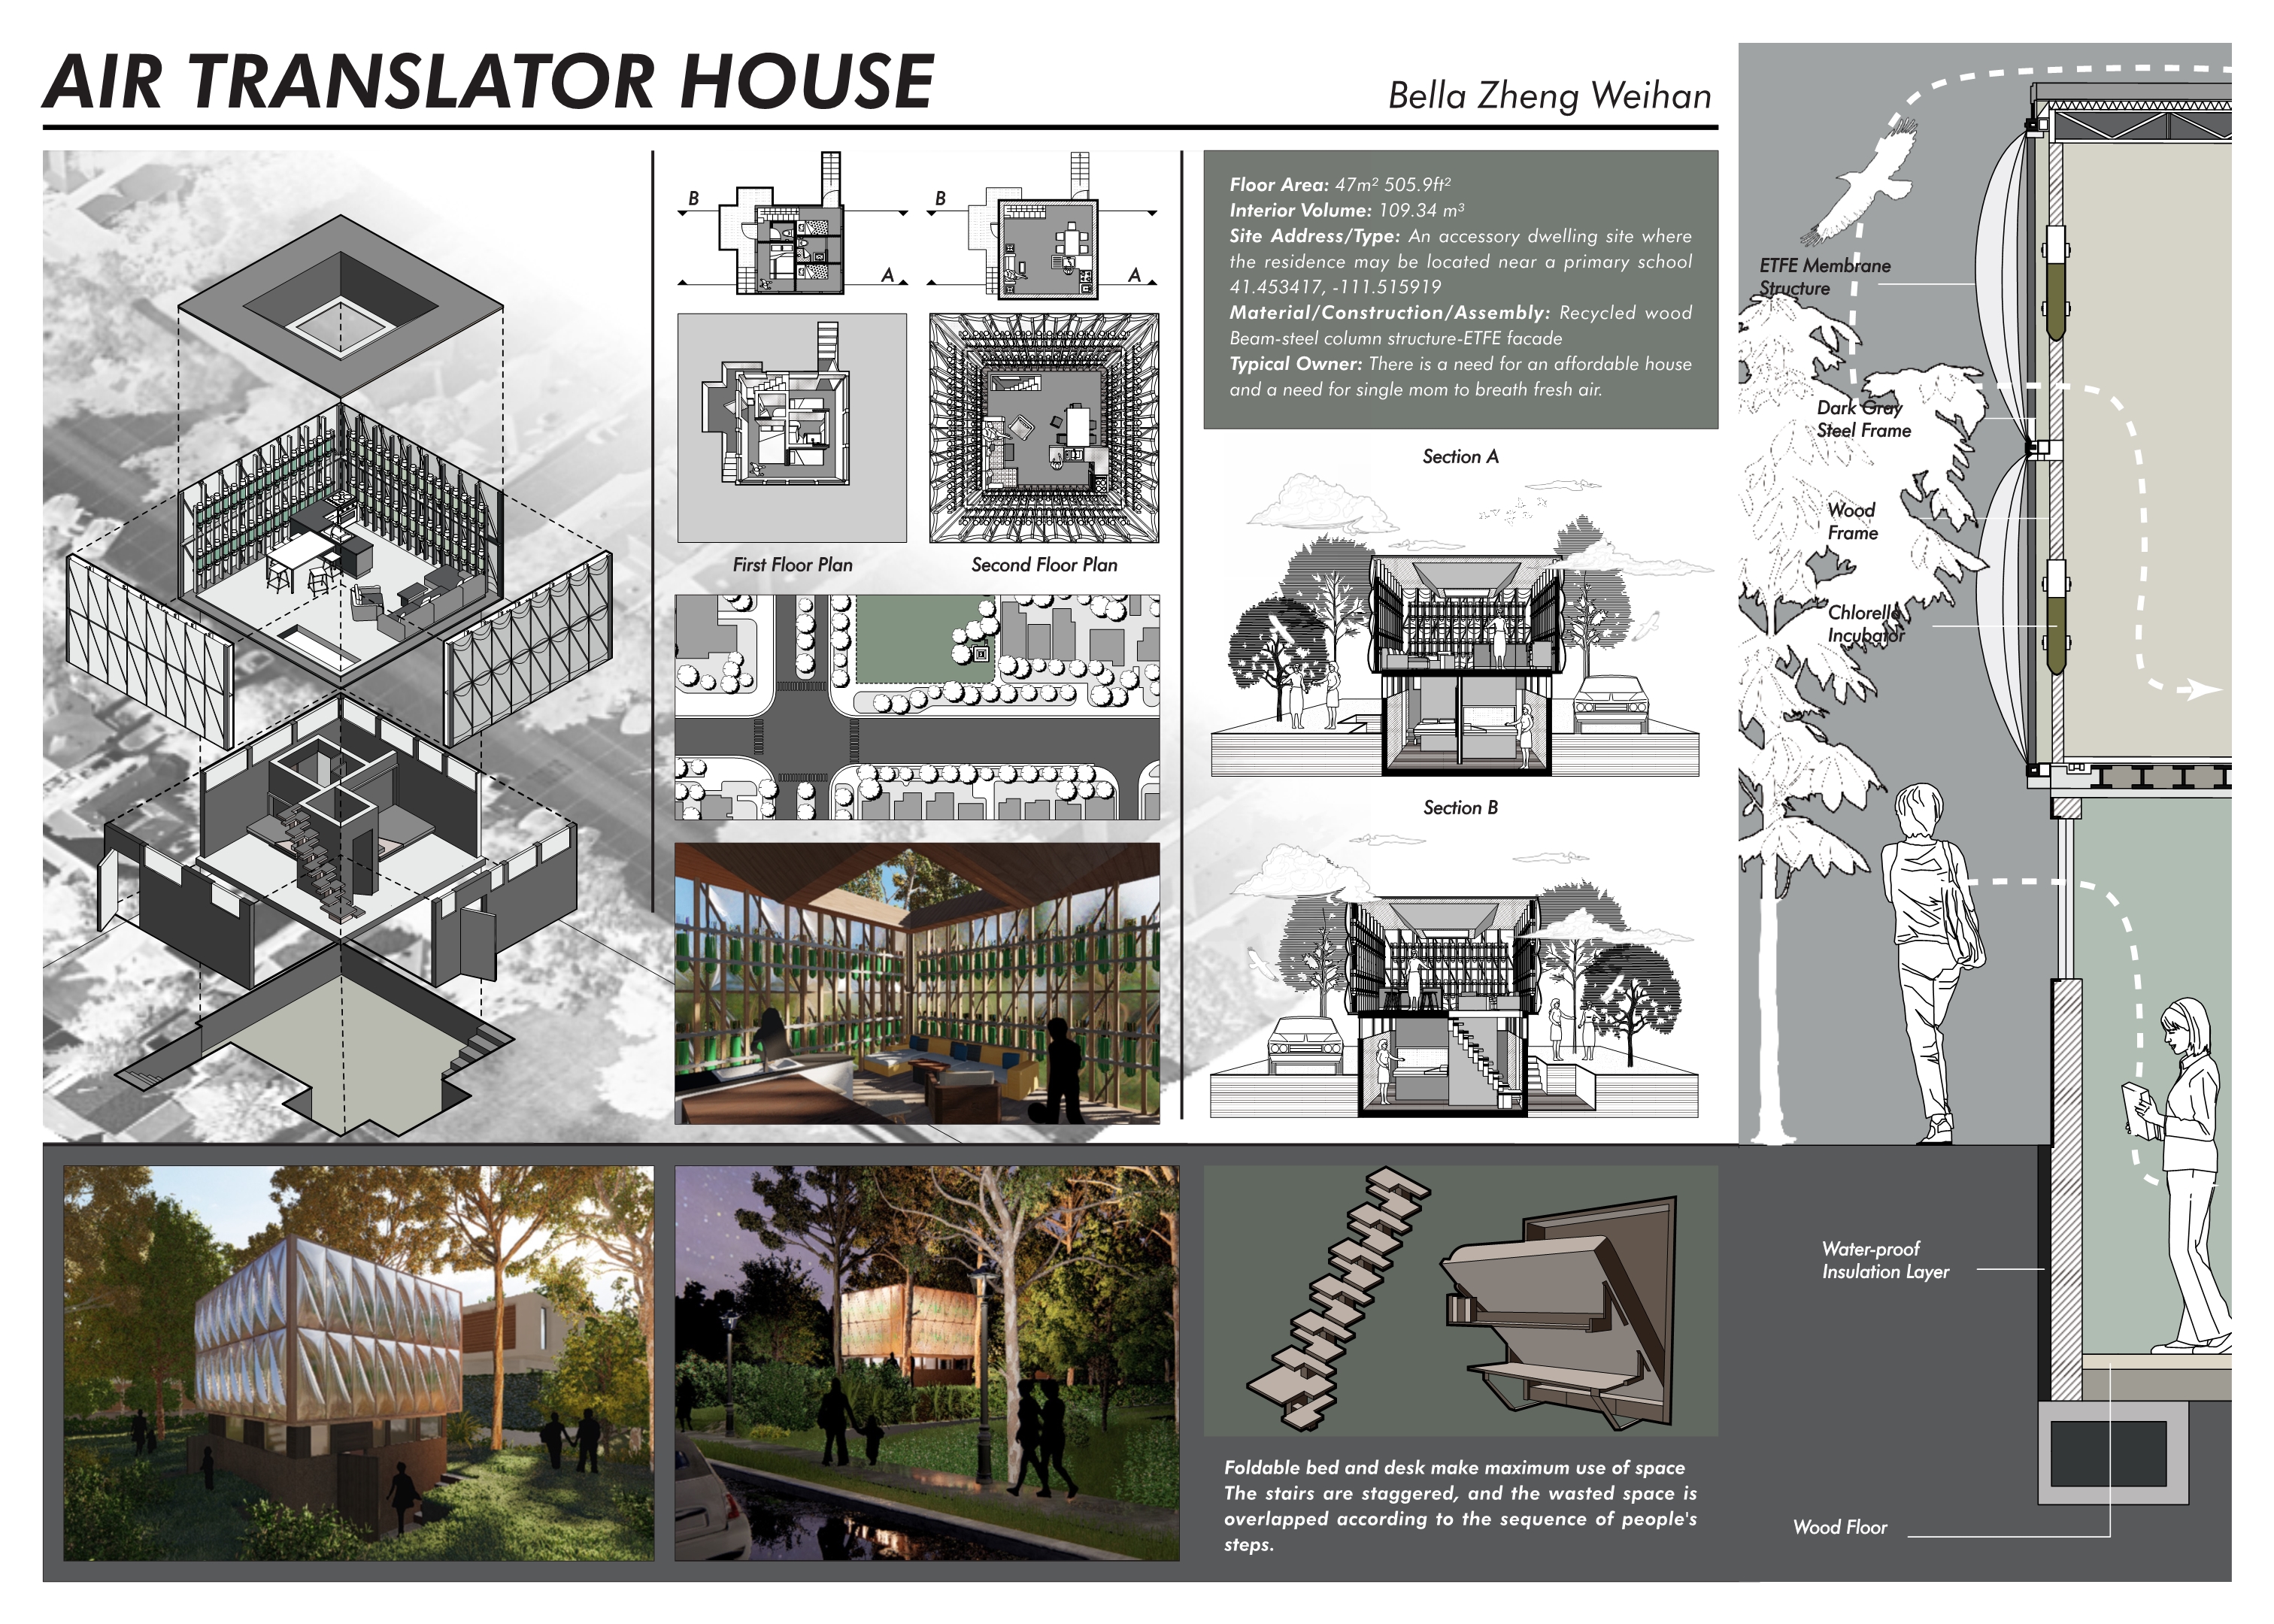 AIR TRANSLATOR HOUSE
Bella Zheng Weihan
B
A
B
A
First Floor Plan
Second Floor Plan
Floor Area: 47m² 505.9ft²
Interior Volume: 109.34 m³
Site Address/Type: An accessory dwelling site where
the residence may be located near a primary school
41.453417, -111.515919
Material/Construction/Assembly: Recycled wood
Beam-steel column structure-ETFE facade
Typical Owner: There is a need for an affordable house
and a need for single mom to breath fresh air.
Section A
Section B
ETFE Membrane
Structure
Dark Gray
Steel Frame
Wood
Frame
Chlorella
Incubator
Water-proof
Insulation Layer
Wood Floor
Foldable bed and desk make maximum use of space
The stairs are staggered, and the wasted space is
overlapped according to the sequence of people's
steps.